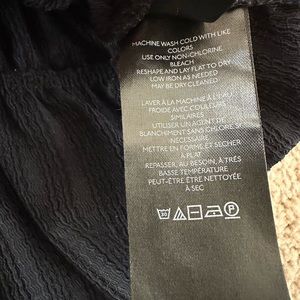 MACHINE WASH COLD WITH LIKE
COLORS
USE ONLY NON-CHLORINE
BLEACH
RESHAPE AND LAY FLAT TO DRY
LOW IRON AS NEEDED
MAY BE DRY CLEANED
LAVER À LA MACHINE À L'EAU
FROIDE AVEC COULEURS
SIMILAIRES
UTILISER UN AGENT DE
BLANCHIMENT SANS CHLORE SI
NÉCESSAIRE
METTRE EN FORME ET SÉCHER
À PLAT
REPASSER, AU BESOIN, À TRÈS
BASSE TEMPÉRATURE
PEUT-ÊTRE ÊTRE NETTOYÉE
À SEC
30
P